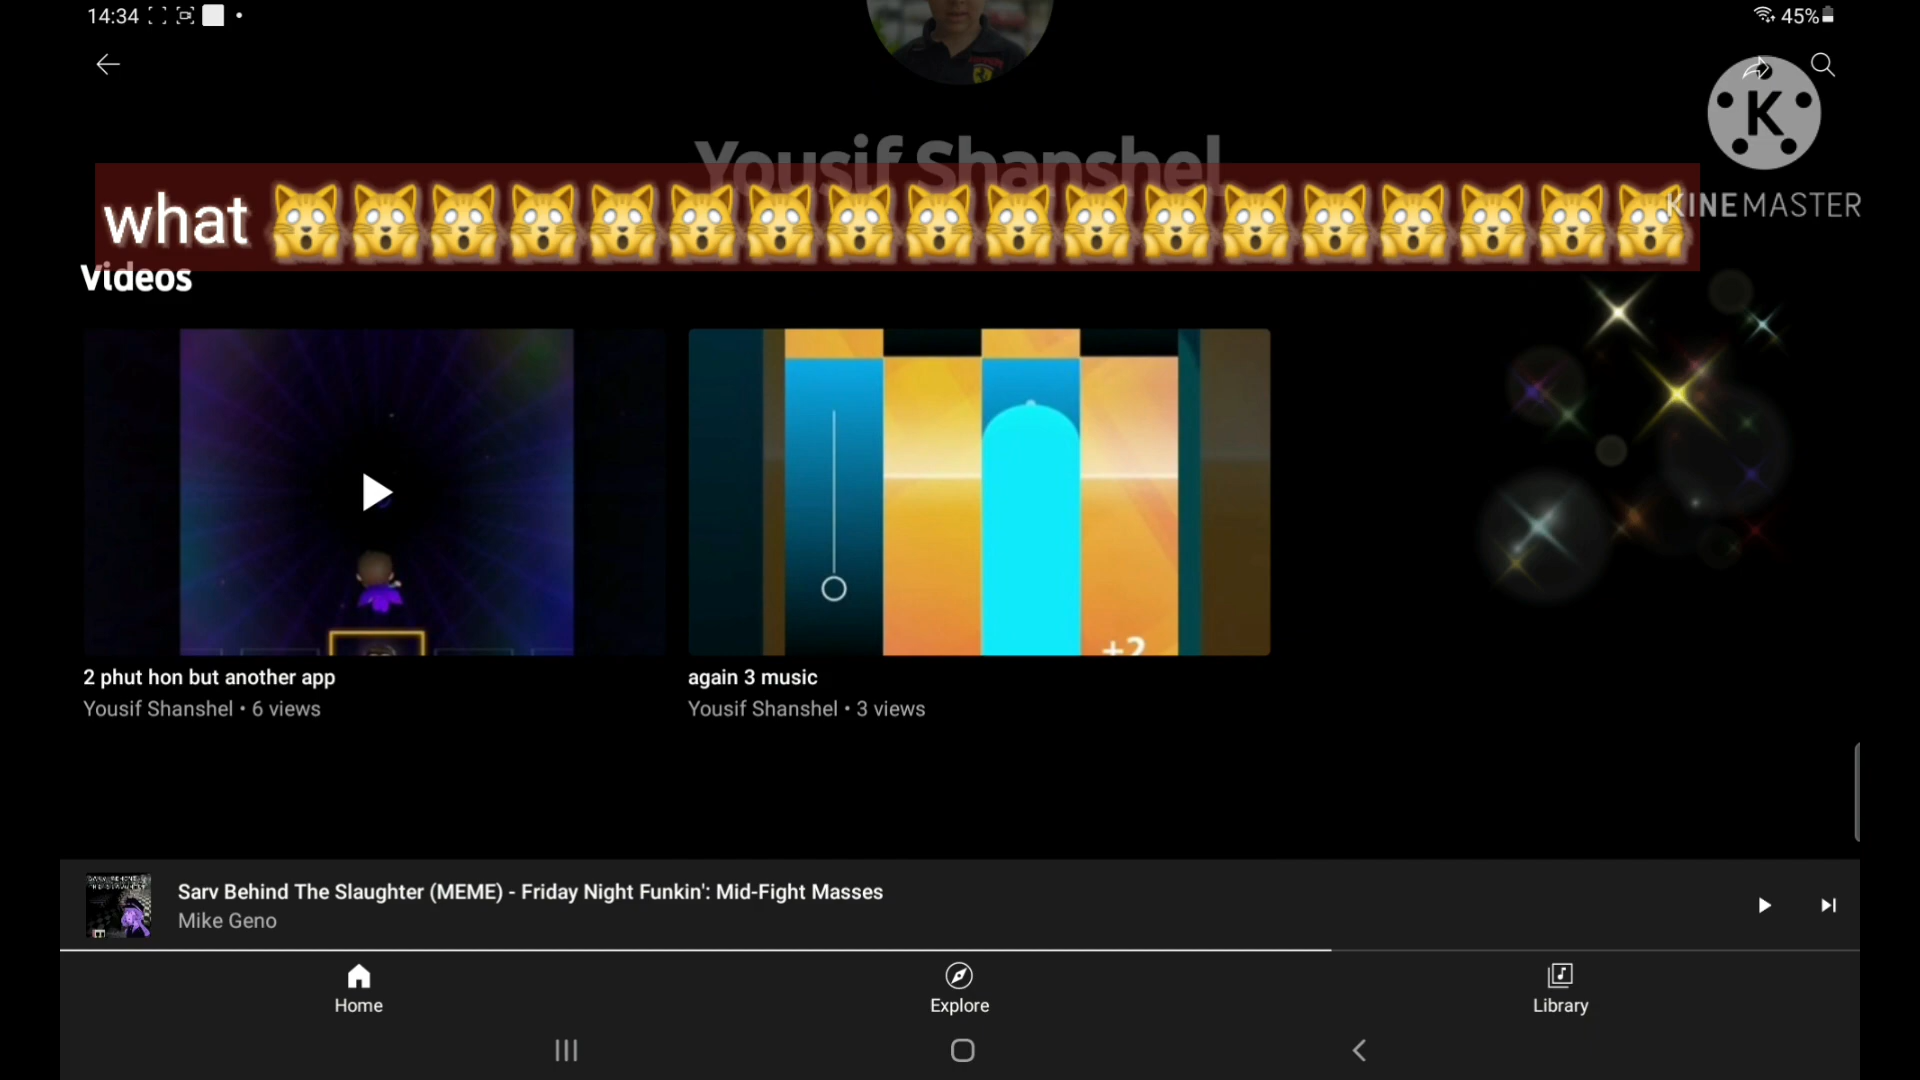 14:34
45%
K
KINEMASTER
Yousif Shanshel
what 🙀🙀🙀🙀🙀🙀🙀🙀🙀🙀🙀🙀🙀🙀🙀🙀🙀🙀
Videos
+2
2 phut hon but another app
Yousif Shanshel • 6 views
again 3 music
Yousif Shanshel • 3 views
Sarv Behind The Slaughter (MEME) - Friday Night Funkin': Mid-Fight Masses
Mike Geno
Home
Explore
Library